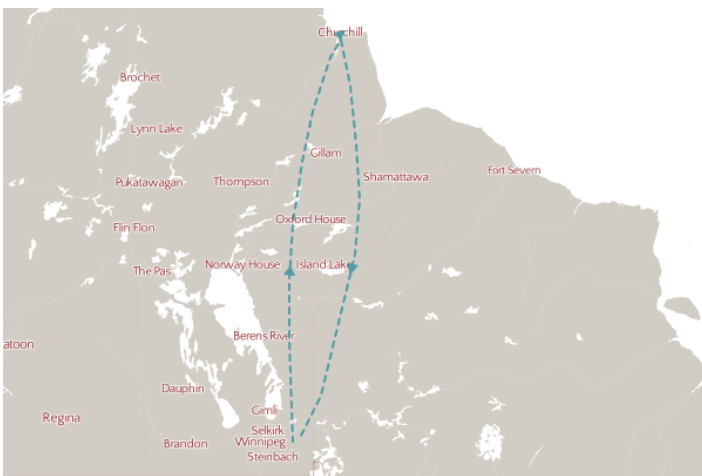 Churchill
Brochet
Lynn Lake
Gillam
Fort Severn
Pukatawagan
Thompson
Shamattawa
Oxford House
Flin Flon
The Pas
Norway House
Island Lake
Berens River
atoon
Dauphin
Gimli
Regina
Selkirk
Brandon
Winnipeg
Steinbach